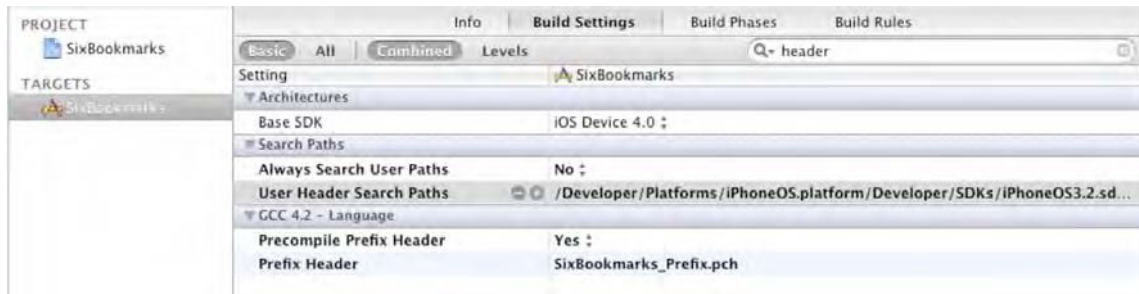 PROJECT
SixBookmarks
TARGETS
SixBookmarks
Info Build Settings Build Phases Build Rules
Basic All Combined Levels header
Setting SixBookmarks
Architectures
Base SDK iOS Device 4.0
Search Paths
Always Search User Paths No
User Header Search Paths /Developer/Platforms/iPhoneOS.platform/Developer/SDKs/iPhoneOS3.2.sd...
GCC 4.2 - Language
Precompile Prefix Header Yes
Prefix Header SixBookmarks_Prefix.pch